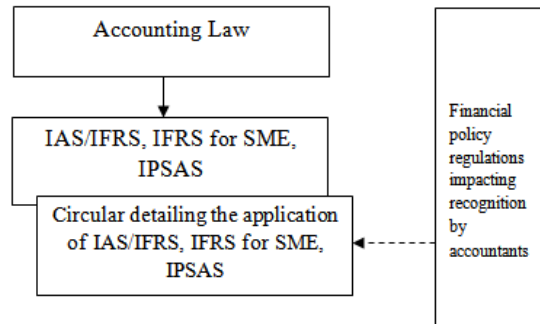 Accounting Law
IAS/IFRS, IFRS for SME,
IPSAS
Circular detailing the application
of IAS/IFRS, IFRS for SME,
IPSAS
Financial
policy
regulations
impacting
recognition
by
accountants